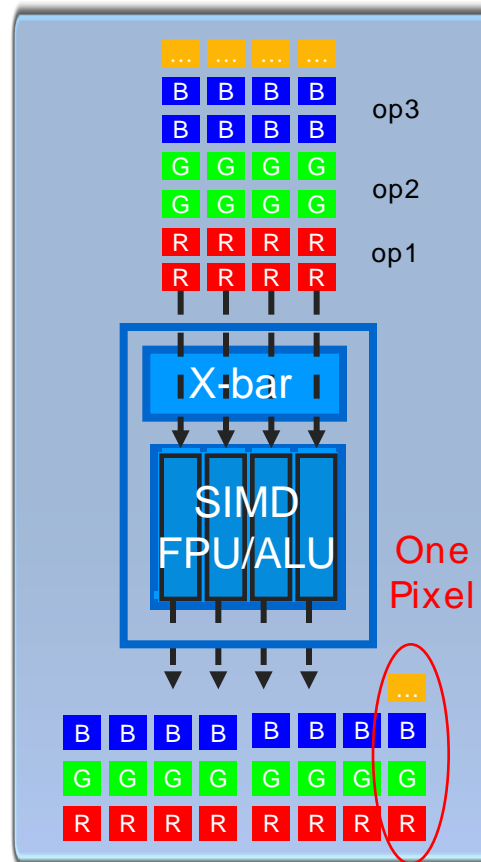 ... ... ... ...
B B B B
B B B B
op3
G G G G
G G G G
op2
R R R R
R R R R
op1
X-bar
SIMD
FPU/ALU
One
Pixel
...
B B B B B B B B
G G G G G G G G
R R R R R R R R